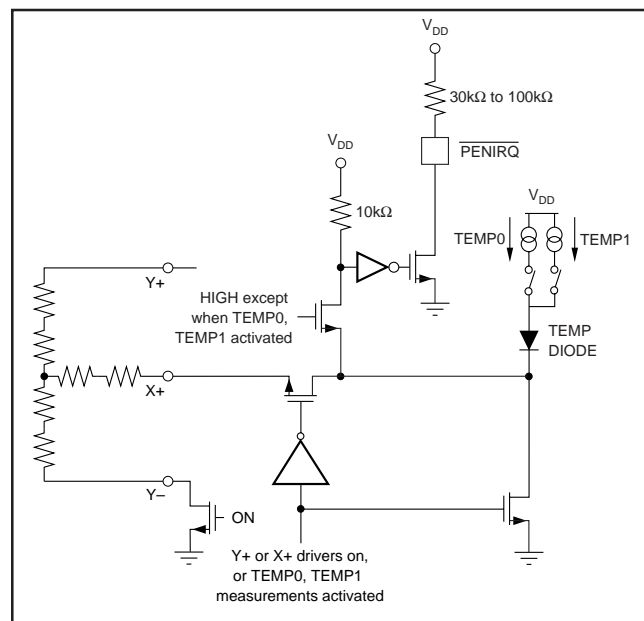 V_DD
30kΩ to 100kΩ
V_DD
PENIRQ
V_DD
10kΩ
TEMP0
TEMP1
Y+
HIGH except
when TEMP0,
TEMP1 activated
TEMP
DIODE
X+
Y–
ON
Y+ or X+ drivers on,
or TEMP0, TEMP1
measurements activated